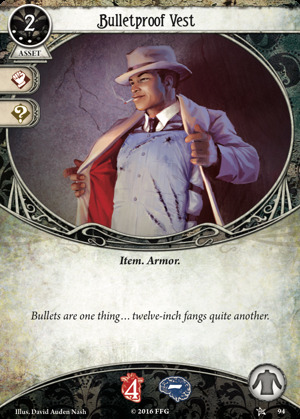 Bulletproof Vest
2
ASSET
Item. Armor.
Bullets are one thing… twelve-inch fangs quite another.
4
–
Illus. David Auden Nash
© 2016 FFG
94